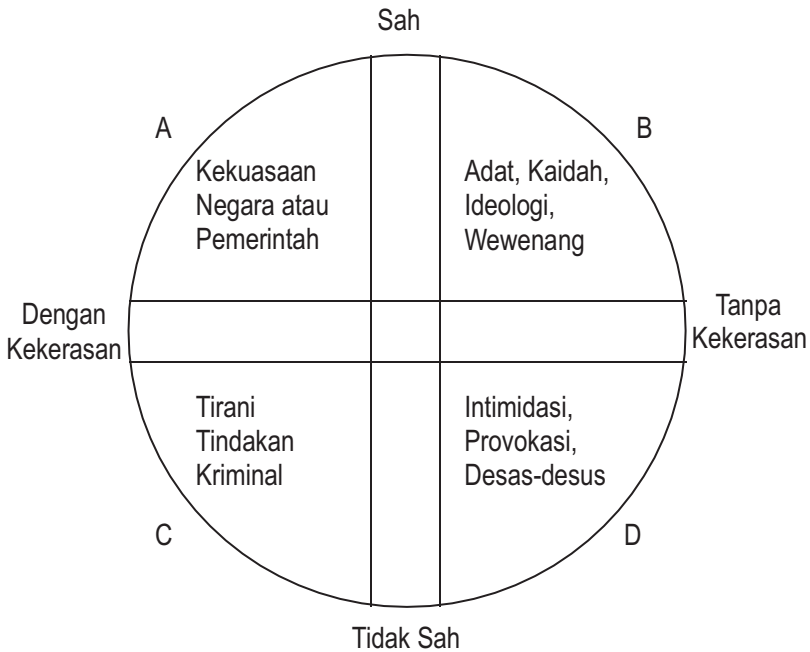 Sah
A
B
Kekuasaan
Negara atau
Pemerintah
Adat, Kaidah,
Ideologi,
Wewenang
Dengan
Kekerasan
Tanpa
Kekerasan
Tirani
Tindakan
Kriminal
Intimidasi,
Provokasi,
Desas-desus
C
D
Tidak Sah